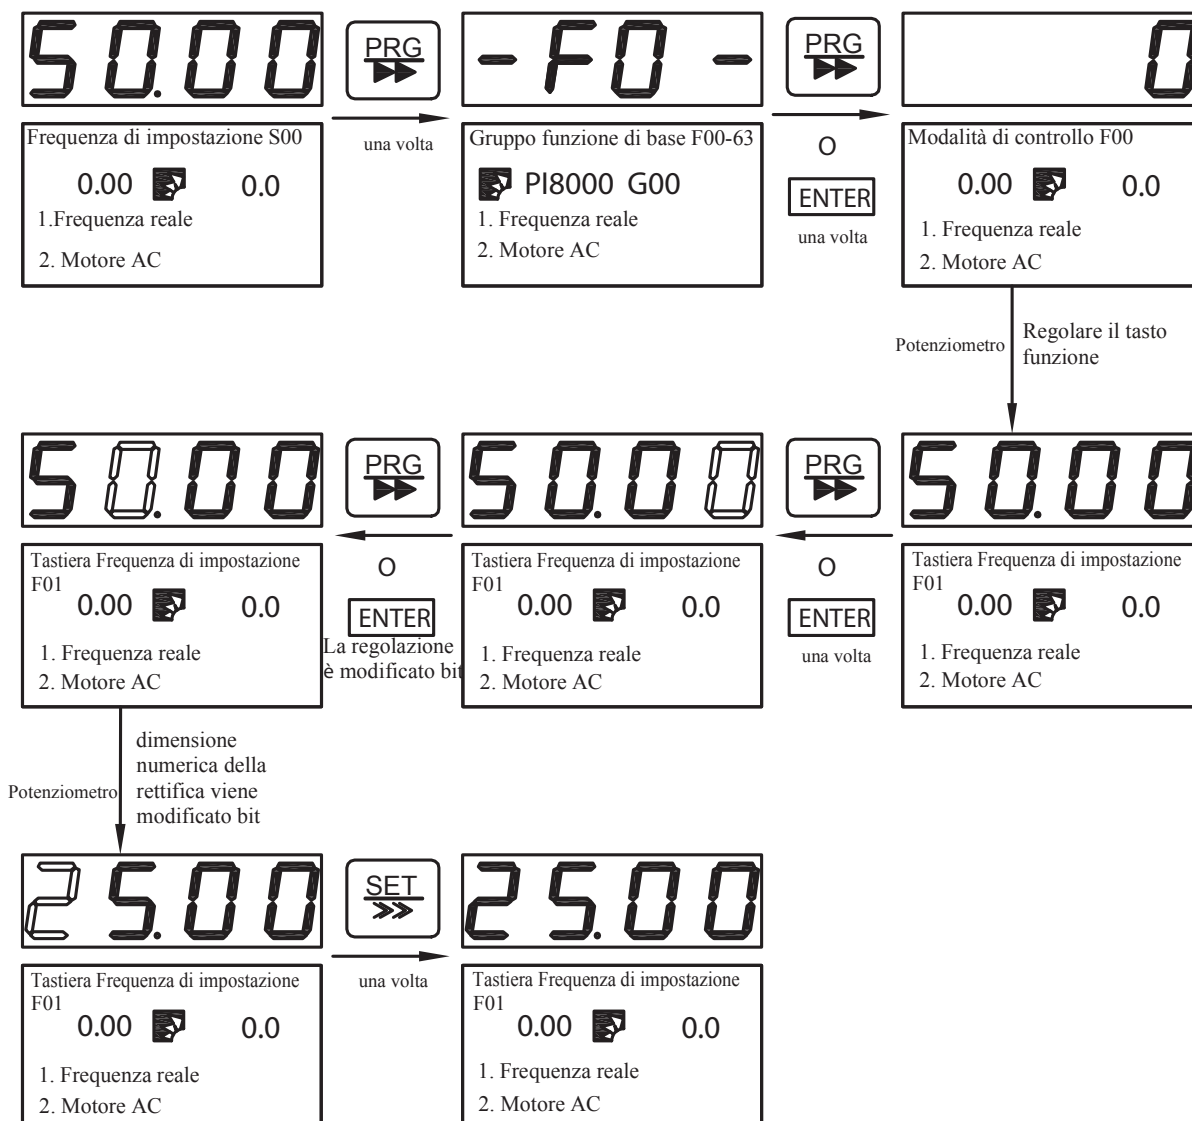 50.00
PRG
una volta
- F0 -
PRG
O
ENTER
una volta
0
Frequenza di impostazione S00
0.00 0.0
1.Frequenza reale
2. Motore AC
Gruppo funzione di base F00-63
PI8000 G00
1. Frequenza reale
2. Motore AC
Modalità di controllo F00
0.00 0.0
1. Frequenza reale
2. Motore AC
Potenziometro
Regolare il tasto
funzione
50.00
Tastiera Frequenza di impostazione
F01
0.00 0.0
1. Frequenza reale
2. Motore AC
PRG
O
ENTER
una volta
50.00
Tastiera Frequenza di impostazione
F01
0.00 0.0
1. Frequenza reale
2. Motore AC
PRG
O
ENTER
La regolazione
è modificato bit
50.00
Tastiera Frequenza di impostazione
F01
0.00 0.0
1. Frequenza reale
2. Motore AC
Potenziometro
dimensione
numerica della
rettifica viene
modificato bit
25.00
Tastiera Frequenza di impostazione
F01
0.00 0.0
1. Frequenza reale
2. Motore AC
SET
una volta
25.00
Tastiera Frequenza di impostazione
F01
0.00 0.0
1. Frequenza reale
2. Motore AC